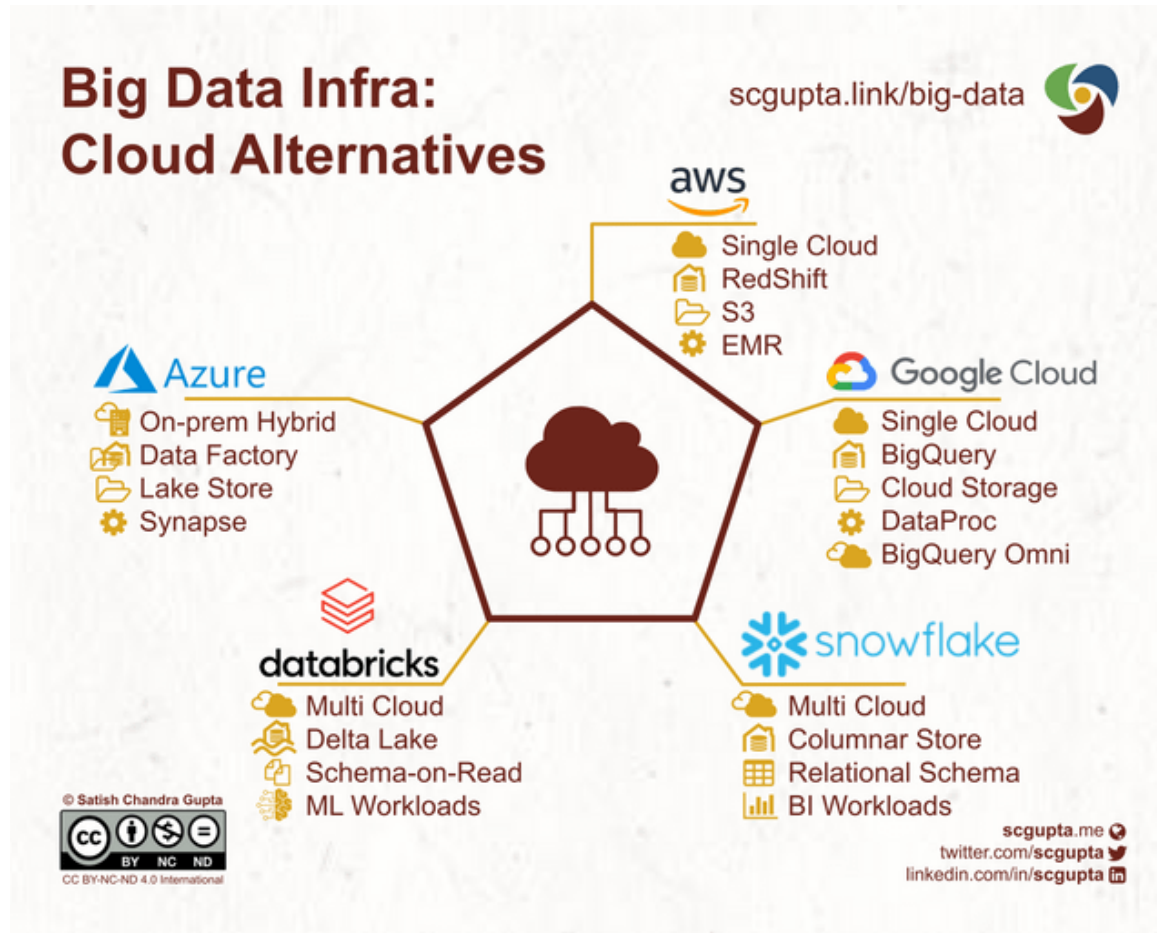 Big Data Infra:
Cloud Alternatives
scgupta.link/big-data
aws
Single Cloud
RedShift
S3
EMR
Azure
On-prem Hybrid
Data Factory
Lake Store
Synapse
Google Cloud
Single Cloud
BigQuery
Cloud Storage
DataProc
BigQuery Omni
databricks
Multi Cloud
Delta Lake
Schema-on-Read
ML Workloads
snowflake
Multi Cloud
Columnar Store
Relational Schema
BI Workloads
© Satish Chandra Gupta
cc
BY NC ND
CC BY-NC-ND 4.0 International
scgupta.me
twitter.com/scgupta
linkedin.com/in/scgupta in